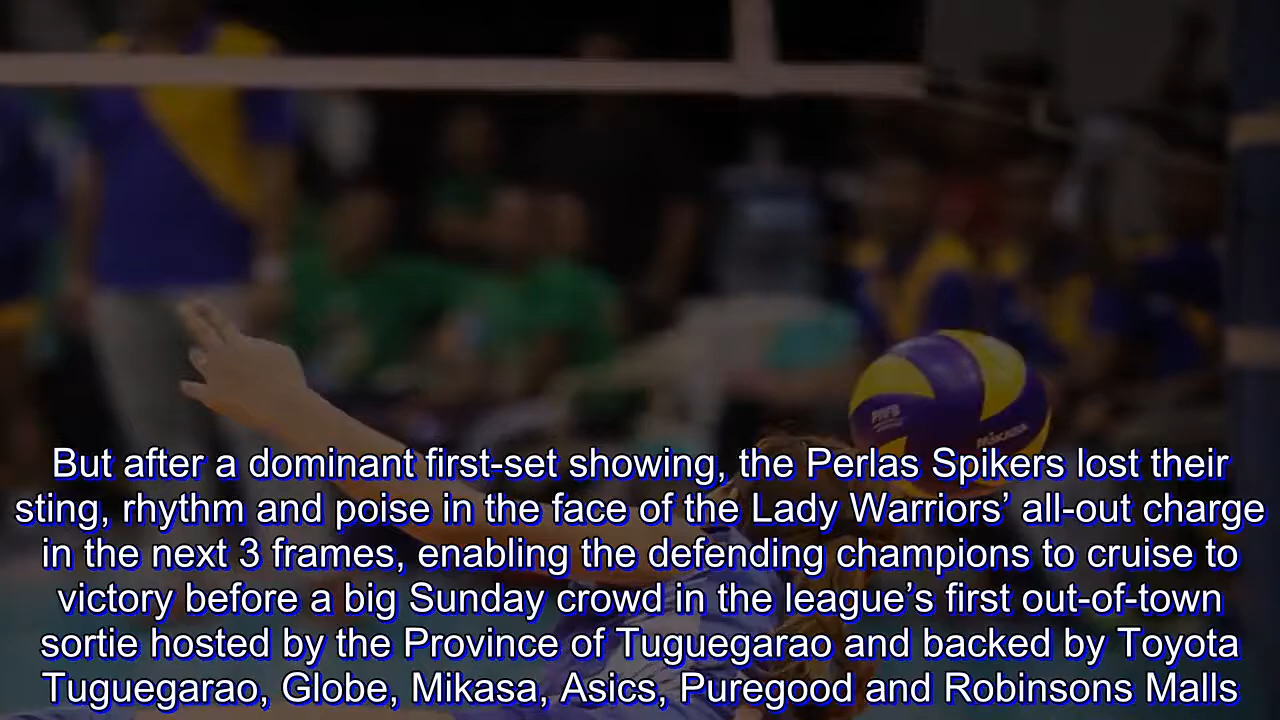 FIVB
MIKASA
But after a dominant first-set showing, the Perlas Spikers lost their
sting, rhythm and poise in the face of the Lady Warriors’ all-out charge
in the next 3 frames, enabling the defending champions to cruise to
victory before a big Sunday crowd in the league’s first out-of-town
sortie hosted by the Province of Tuguegarao and backed by Toyota
Tuguegarao, Globe, Mikasa, Asics, Puregood and Robinsons Malls